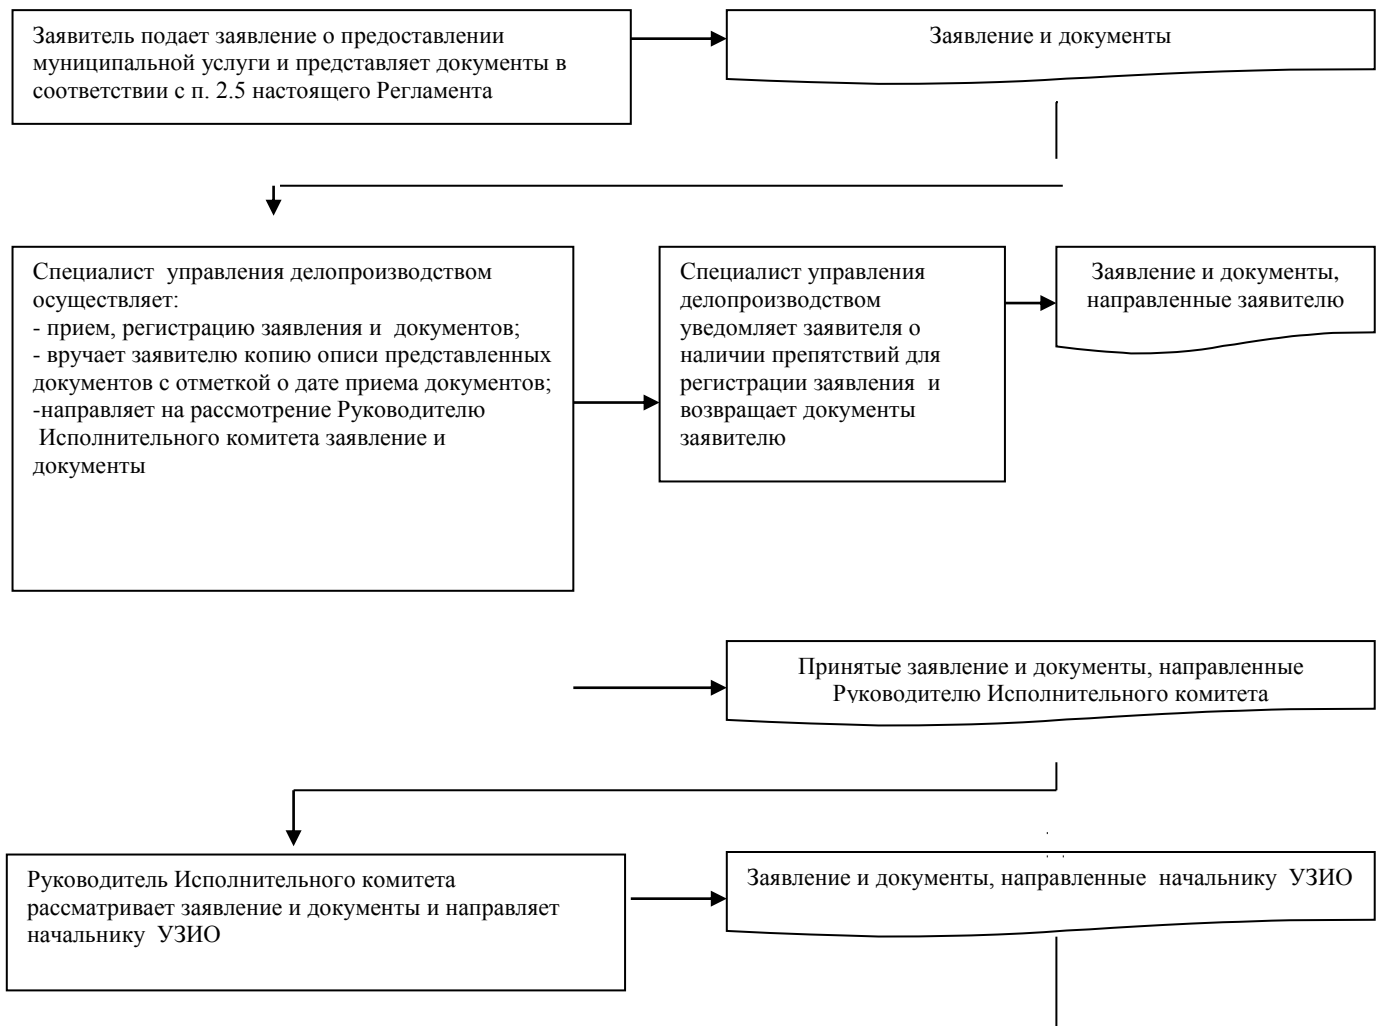 Заявитель подает заявление о предоставлении
муниципальной услуги и представляет документы в
соответствии с п. 2.5 настоящего Регламента
Заявление и документы
Специалист управления делопроизводством
осуществляет:
- прием, регистрацию заявления и документов;
- вручает заявителю копию описи представленных
документов с отметкой о дате приема документов;
-направляет на рассмотрение Руководителю
Исполнительного комитета заявление и
документы
Специалист управления
делопроизводством
уведомляет заявителя о
наличии препятствий для
регистрации заявления и
возвращает документы
заявителю
Заявление и документы,
направленные заявителю
Принятые заявление и документы, направленные
Руководителю Исполнительного комитета
Руководитель Исполнительного комитета
рассматривает заявление и документы и направляет
начальнику УЗИО
Заявление и документы, направленные начальнику УЗИО